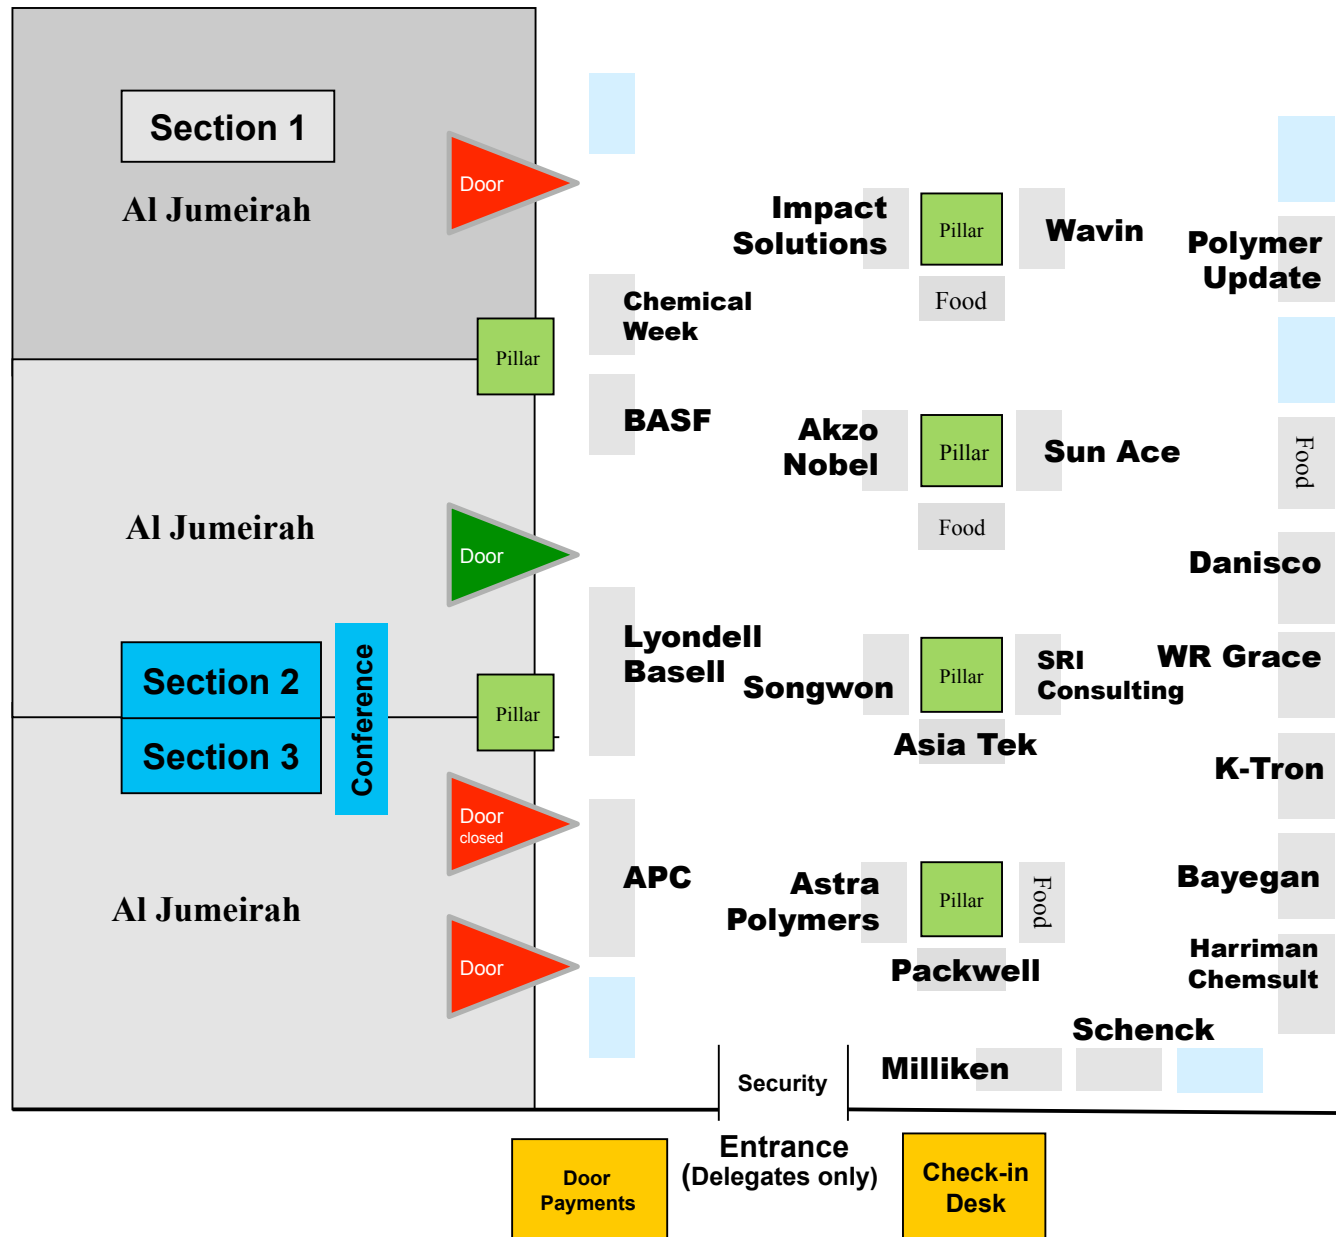 Section 1
Al Jumeirah
Door
Impact
Solutions
Pillar
Wavin
Polymer
Update
Food
Chemical
Week
Pillar
BASF
Akzo
Nobel
Pillar
Sun Ace
Food
Food
Al Jumeirah
Door
Danisco
Section 2
Section 3
Conference
Pillar
Lyondell
Basell
Songwon
Pillar
SRI
Consulting
WR Grace
Asia Tek
K-Tron
Door
closed
Al Jumeirah
APC
Astra
Polymers
Pillar
Food
Bayegan
Door
Packwell
Harriman
Chemsult
Schenck
Milliken
Security
Entrance
(Delegates only)
Door
Payments
Check-in
Desk